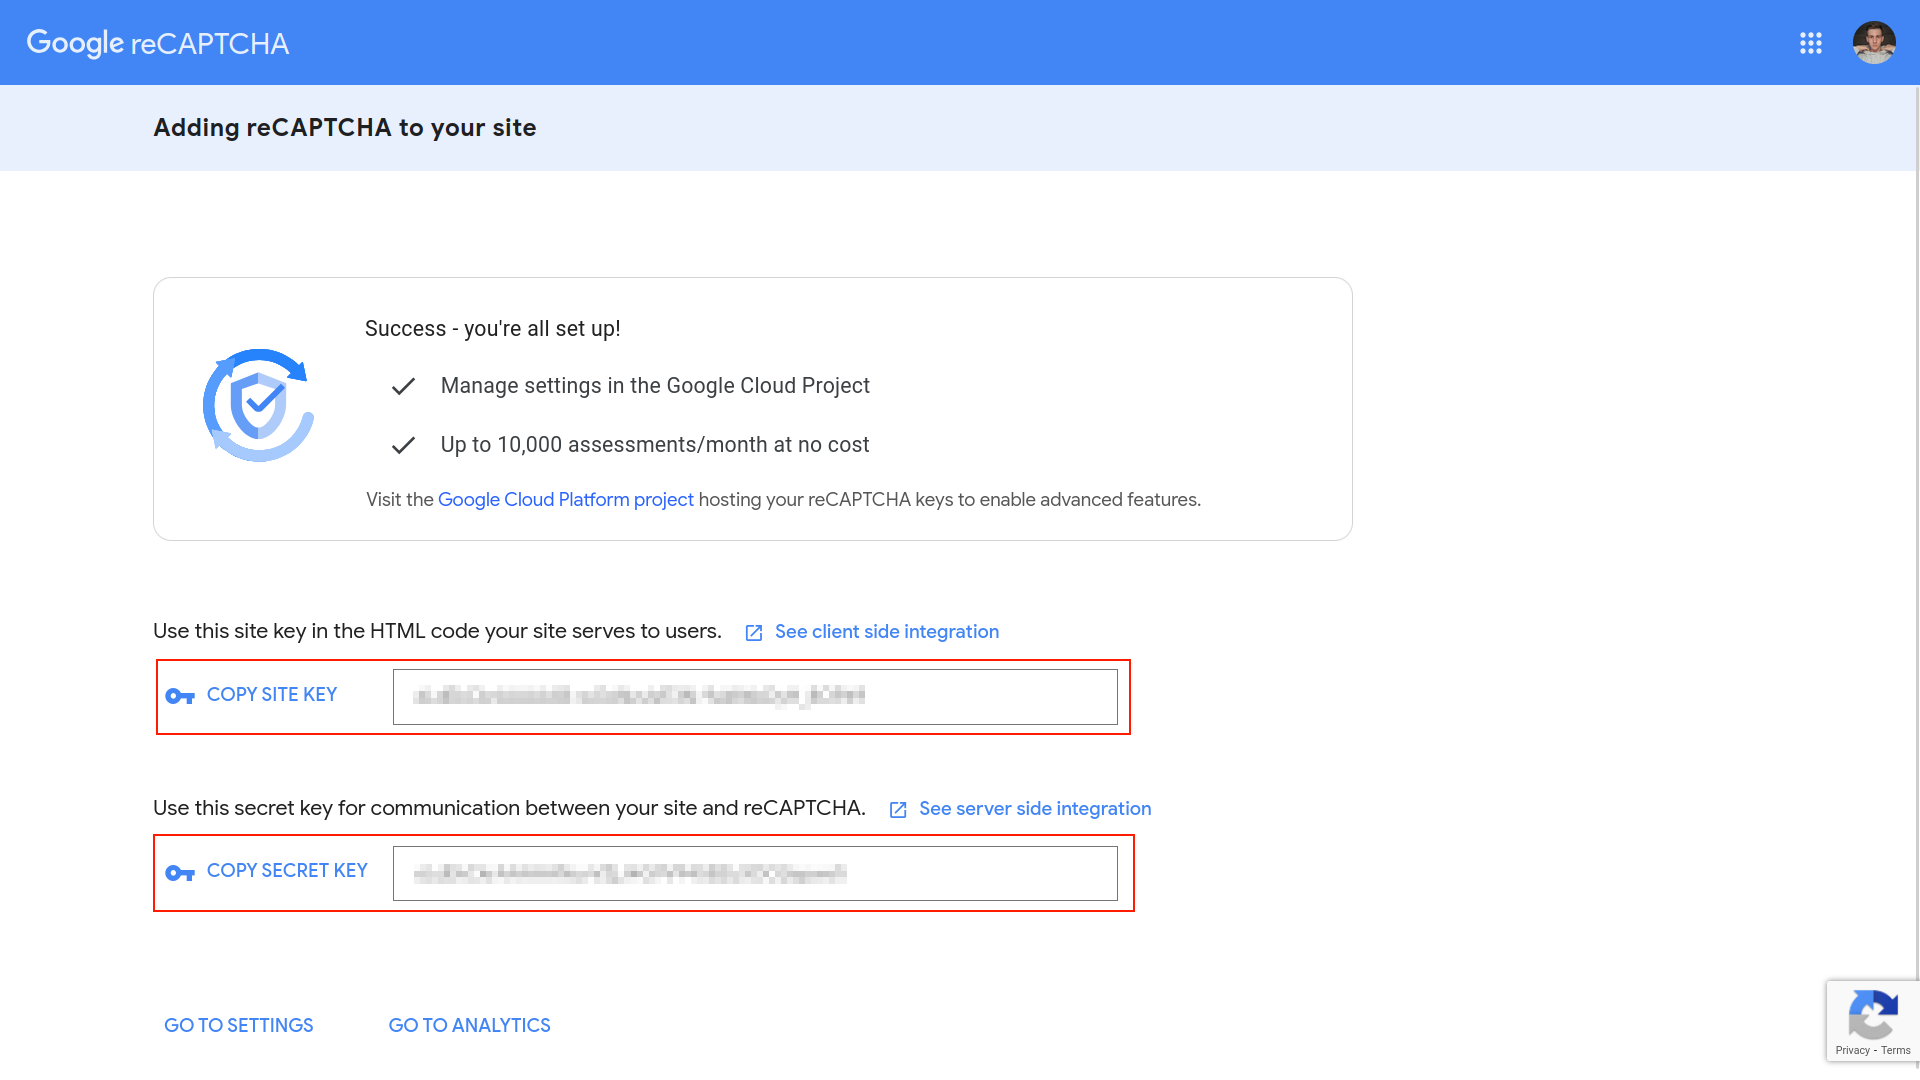 Google reCAPTCHA
Adding reCAPTCHA to your site
Success - you're all set up!
Manage settings in the Google Cloud Project
Up to 10,000 assessments/month at no cost
Visit the Google Cloud Platform project hosting your reCAPTCHA keys to enable advanced features.
Use this site key in the HTML code your site serves to users. See client side integration
COPY SITE KEY
Use this secret key for communication between your site and reCAPTCHA. See server side integration
COPY SECRET KEY
GO TO SETTINGS GO TO ANALYTICS
Privacy - Terms